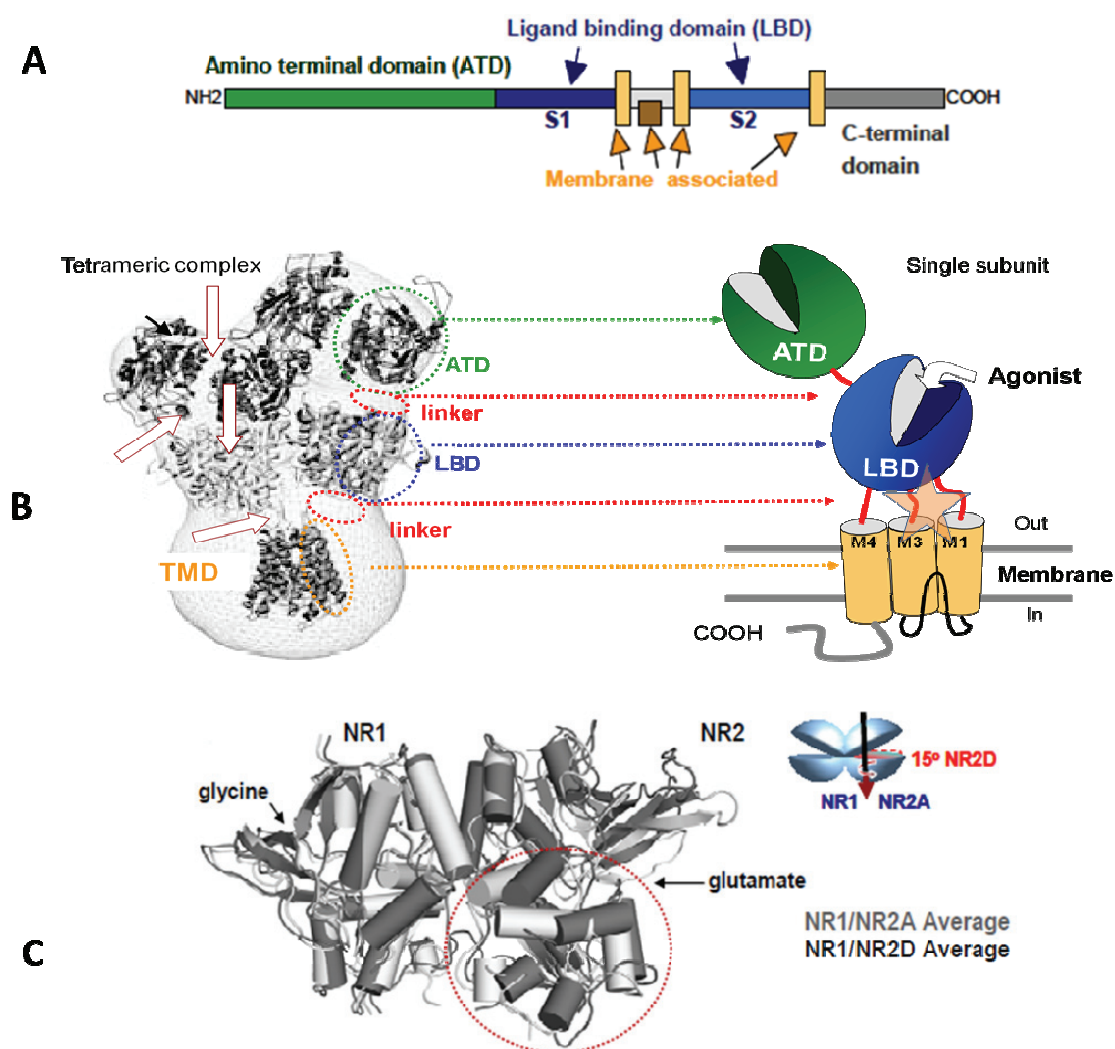 A
Ligand binding domain (LBD)
Amino terminal domain (ATD)
NH2
COOH
S1
S2
C-terminal
domain
Membrane associated
B
Tetrameric complex
Single subunit
ATD
ATD
linker
Agonist
LBD
LBD
linker
TMD
M4
M3
M1
Out
Membrane
In
COOH
C
NR1
NR2
glycine
glutamate
15º NR2D
NR1
NR2A
NR1/NR2A Average
NR1/NR2D Average